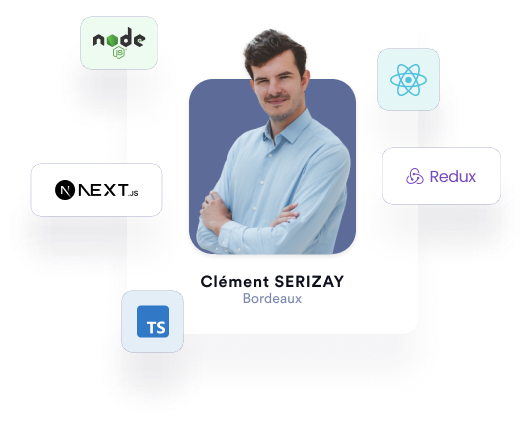 node
JS
NEXT.JS
Redux
Clément SERIZAY
Bordeaux
TS